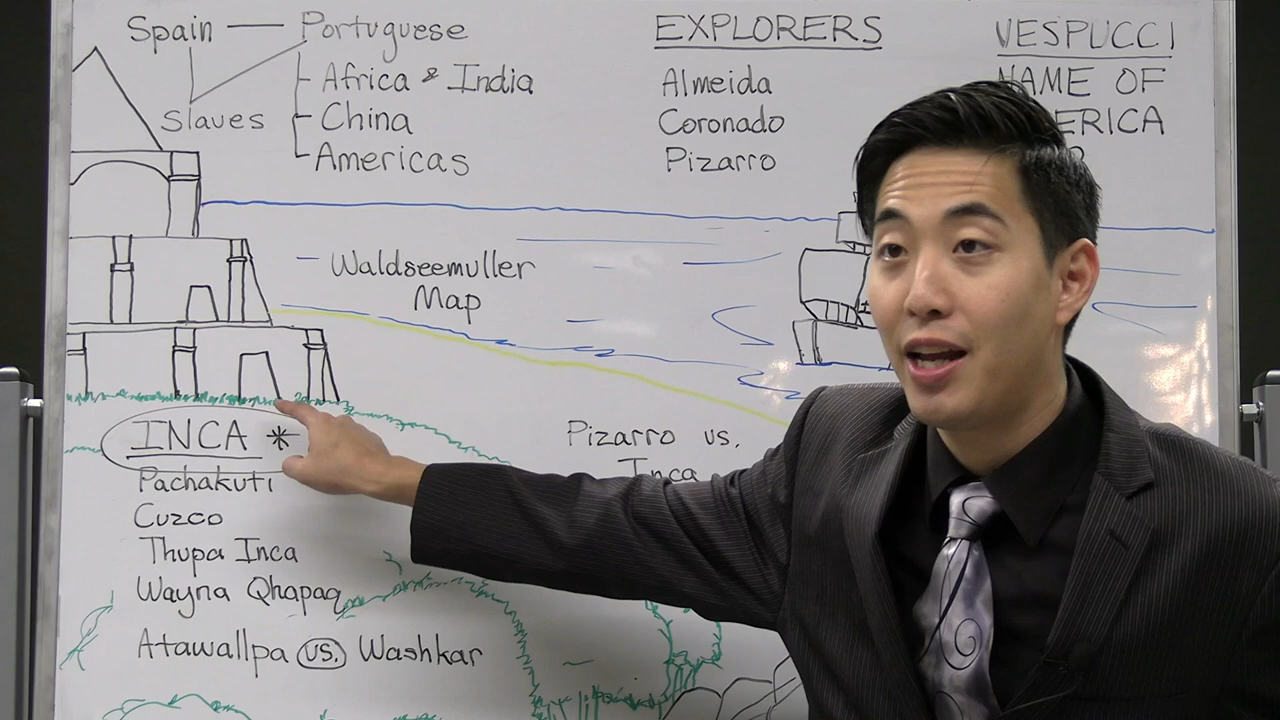 Spain — Portuguese
Slaves
Africa & India
China
Americas
EXPLORERS
Almeida
Coronado
Pizarro
VESPUCCI
NAME OF
- Waldseemuller
Map
INCA *
Pachakuti
Cuzco
Thupa Inca
Wayna Qhapaq
Atawallpa vs. Washkar
Pizarro vs.
Inca